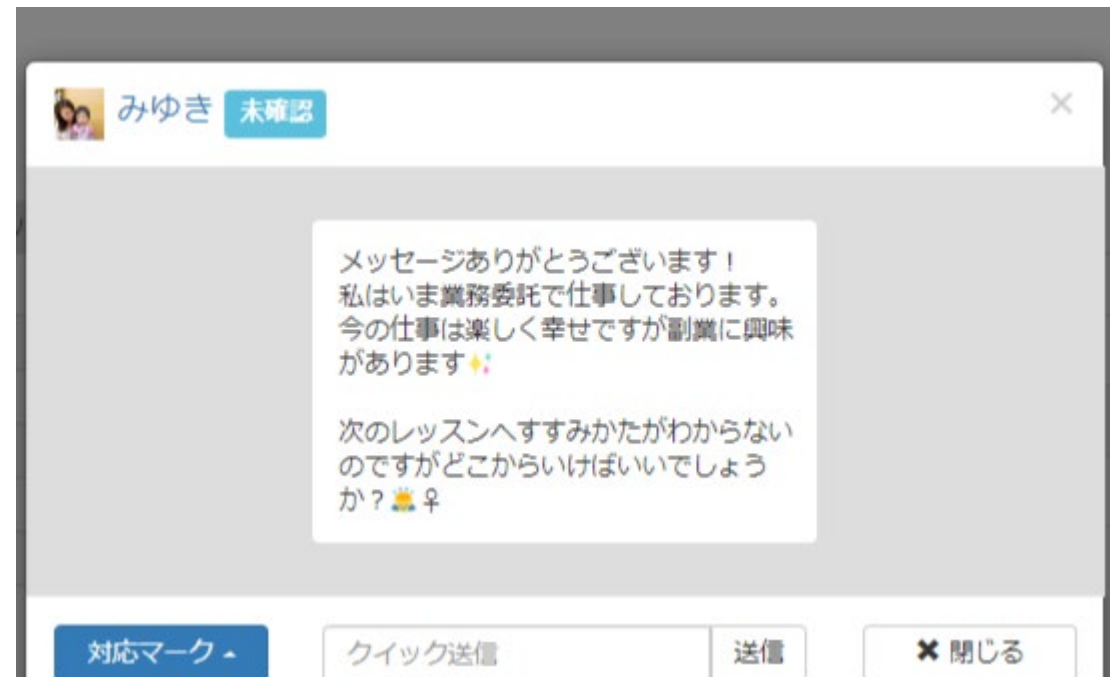 みゆき 未確認 ×
メッセージありがとうございます！
私はいま業務委託で仕事しております。
今の仕事は楽しく幸せですが副業に興味
があります✨
次のレッスンへすすみかたがわからない
のですがどこからいけばいいでしょう
か？🙇♀
対応マーク
クイック送信
送信
✖ 閉じる